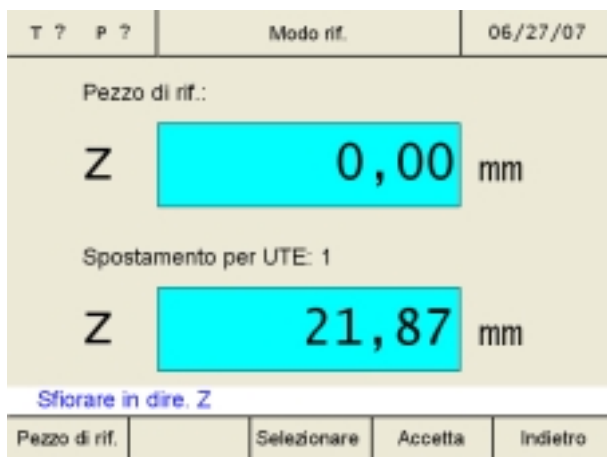 T ? P ? Modo rif. 06/27/07
Pezzo di rif.:
Z 0,00 mm
Spostamento per UTE: 1
Z 21,87 mm
Sfiorare in dire. Z
Pezzo di rif. Selezionare Accetta Indietro